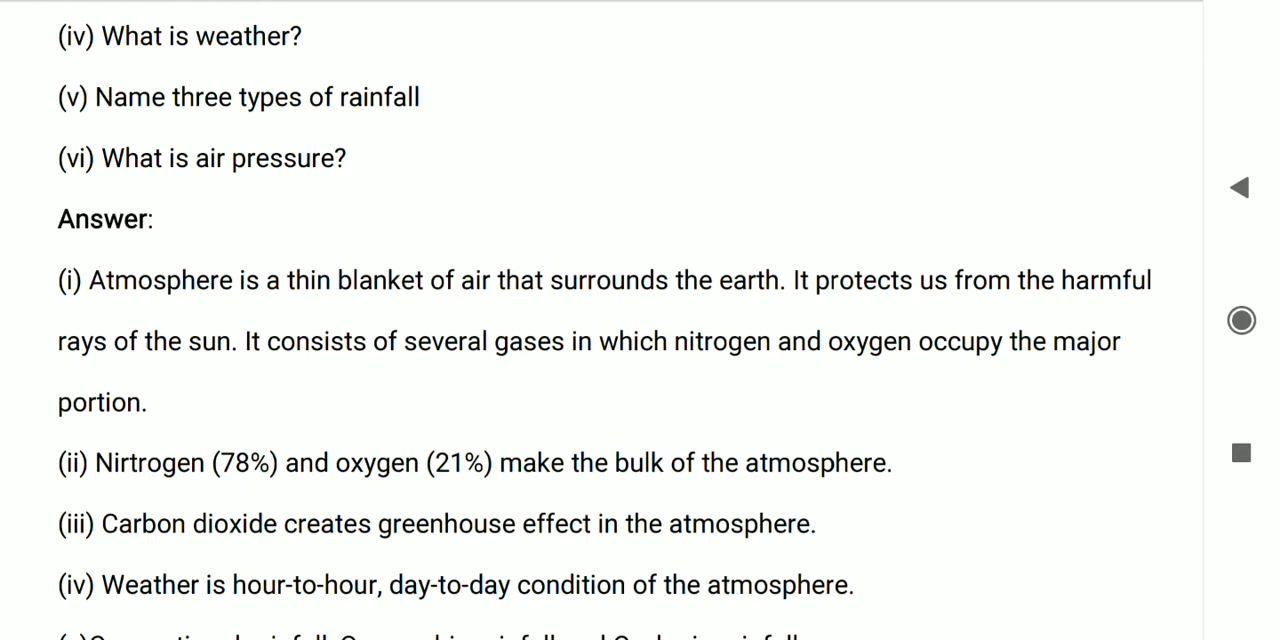 (iv) What is weather?
(v) Name three types of rainfall
(vi) What is air pressure?
Answer:
(i) Atmosphere is a thin blanket of air that surrounds the earth. It protects us from the harmful
rays of the sun. It consists of several gases in which nitrogen and oxygen occupy the major
portion.
(ii) Nirtrogen (78%) and oxygen (21%) make the bulk of the atmosphere.
(iii) Carbon dioxide creates greenhouse effect in the atmosphere.
(iv) Weather is hour-to-hour, day-to-day condition of the atmosphere.